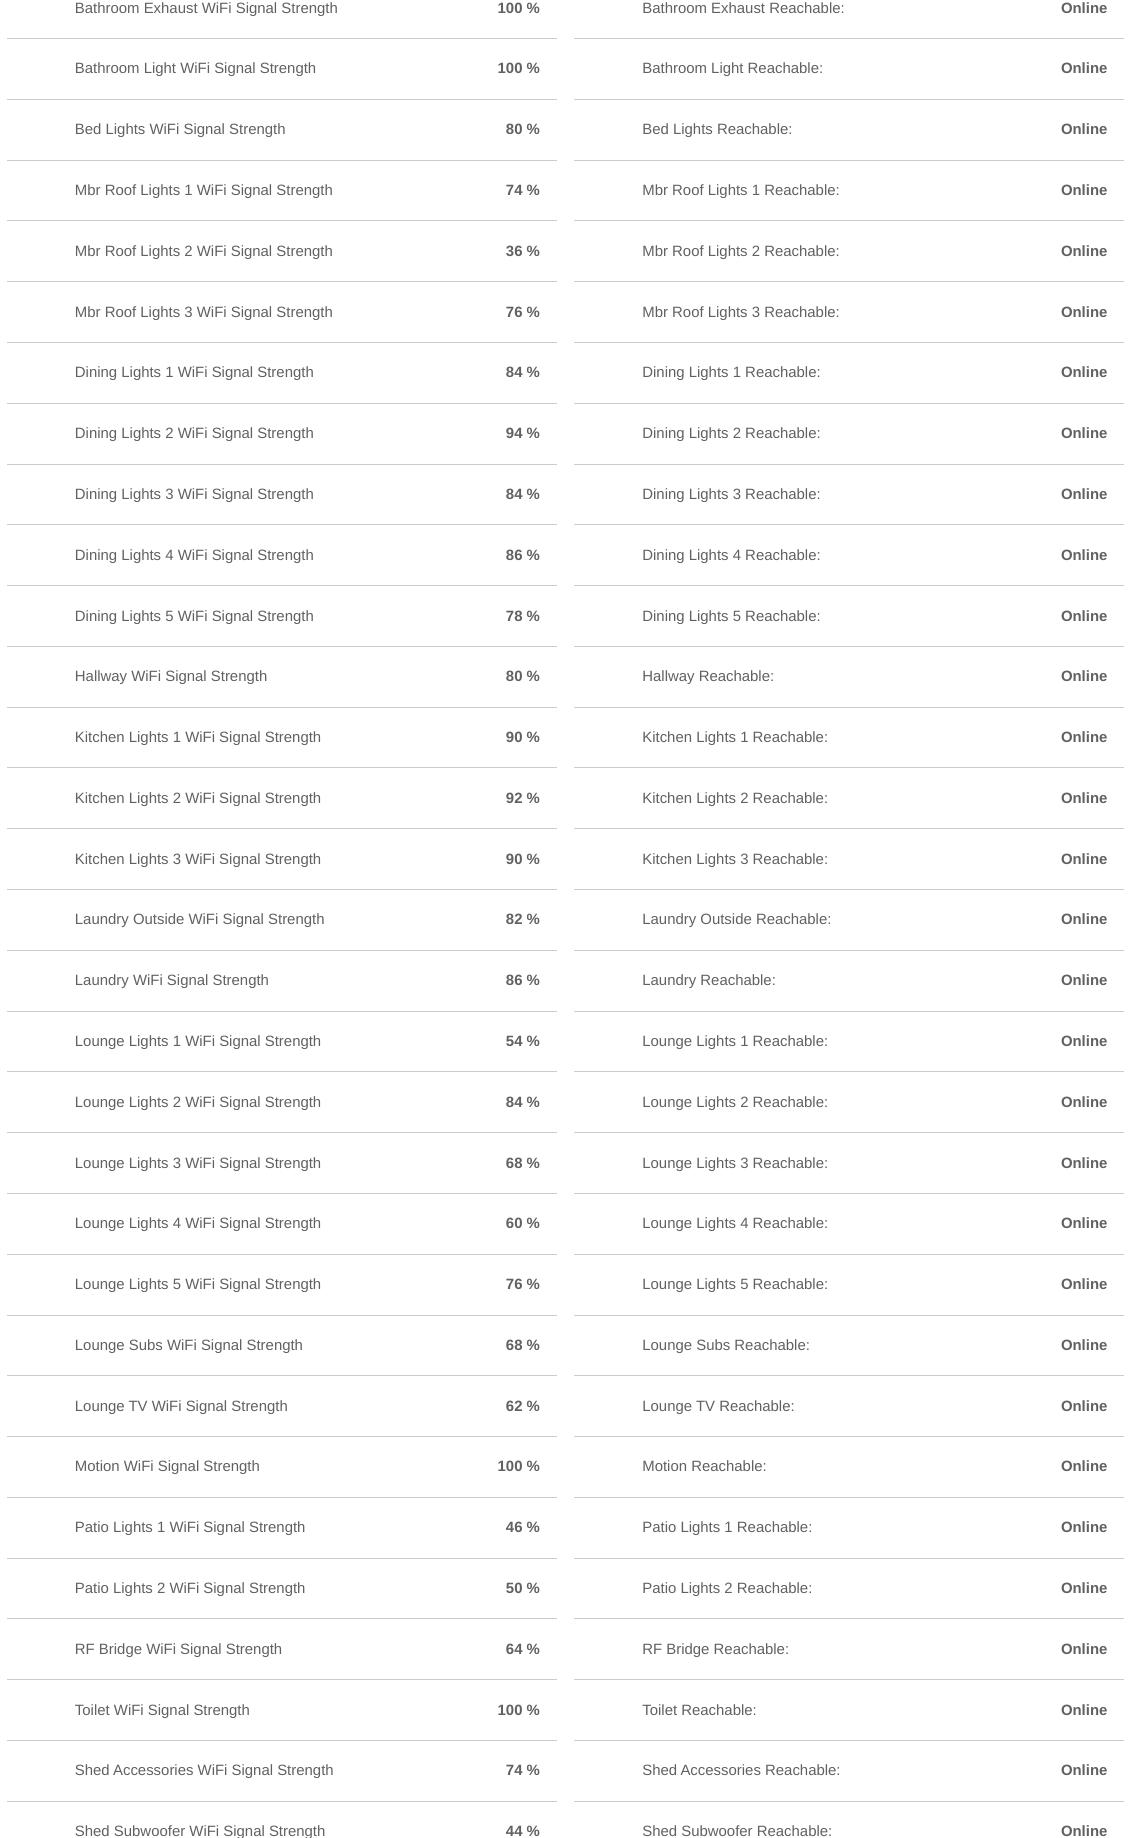 Bathroom Exhaust WiFi Signal Strength 100 % Bathroom Exhaust Reachable: Online
Bathroom Light WiFi Signal Strength 100 % Bathroom Light Reachable: Online
Bed Lights WiFi Signal Strength 80 % Bed Lights Reachable: Online
Mbr Roof Lights 1 WiFi Signal Strength 74 % Mbr Roof Lights 1 Reachable: Online
Mbr Roof Lights 2 WiFi Signal Strength 36 % Mbr Roof Lights 2 Reachable: Online
Mbr Roof Lights 3 WiFi Signal Strength 76 % Mbr Roof Lights 3 Reachable: Online
Dining Lights 1 WiFi Signal Strength 84 % Dining Lights 1 Reachable: Online
Dining Lights 2 WiFi Signal Strength 94 % Dining Lights 2 Reachable: Online
Dining Lights 3 WiFi Signal Strength 84 % Dining Lights 3 Reachable: Online
Dining Lights 4 WiFi Signal Strength 86 % Dining Lights 4 Reachable: Online
Dining Lights 5 WiFi Signal Strength 78 % Dining Lights 5 Reachable: Online
Hallway WiFi Signal Strength 80 % Hallway Reachable: Online
Kitchen Lights 1 WiFi Signal Strength 90 % Kitchen Lights 1 Reachable: Online
Kitchen Lights 2 WiFi Signal Strength 92 % Kitchen Lights 2 Reachable: Online
Kitchen Lights 3 WiFi Signal Strength 90 % Kitchen Lights 3 Reachable: Online
Laundry Outside WiFi Signal Strength 82 % Laundry Outside Reachable: Online
Laundry WiFi Signal Strength 86 % Laundry Reachable: Online
Lounge Lights 1 WiFi Signal Strength 54 % Lounge Lights 1 Reachable: Online
Lounge Lights 2 WiFi Signal Strength 84 % Lounge Lights 2 Reachable: Online
Lounge Lights 3 WiFi Signal Strength 68 % Lounge Lights 3 Reachable: Online
Lounge Lights 4 WiFi Signal Strength 60 % Lounge Lights 4 Reachable: Online
Lounge Lights 5 WiFi Signal Strength 76 % Lounge Lights 5 Reachable: Online
Lounge Subs WiFi Signal Strength 68 % Lounge Subs Reachable: Online
Lounge TV WiFi Signal Strength 62 % Lounge TV Reachable: Online
Motion WiFi Signal Strength 100 % Motion Reachable: Online
Patio Lights 1 WiFi Signal Strength 46 % Patio Lights 1 Reachable: Online
Patio Lights 2 WiFi Signal Strength 50 % Patio Lights 2 Reachable: Online
RF Bridge WiFi Signal Strength 64 % RF Bridge Reachable: Online
Toilet WiFi Signal Strength 100 % Toilet Reachable: Online
Shed Accessories WiFi Signal Strength 74 % Shed Accessories Reachable: Online
Shed Subwoofer WiFi Signal Strength 44 % Shed Subwoofer Reachable: Online